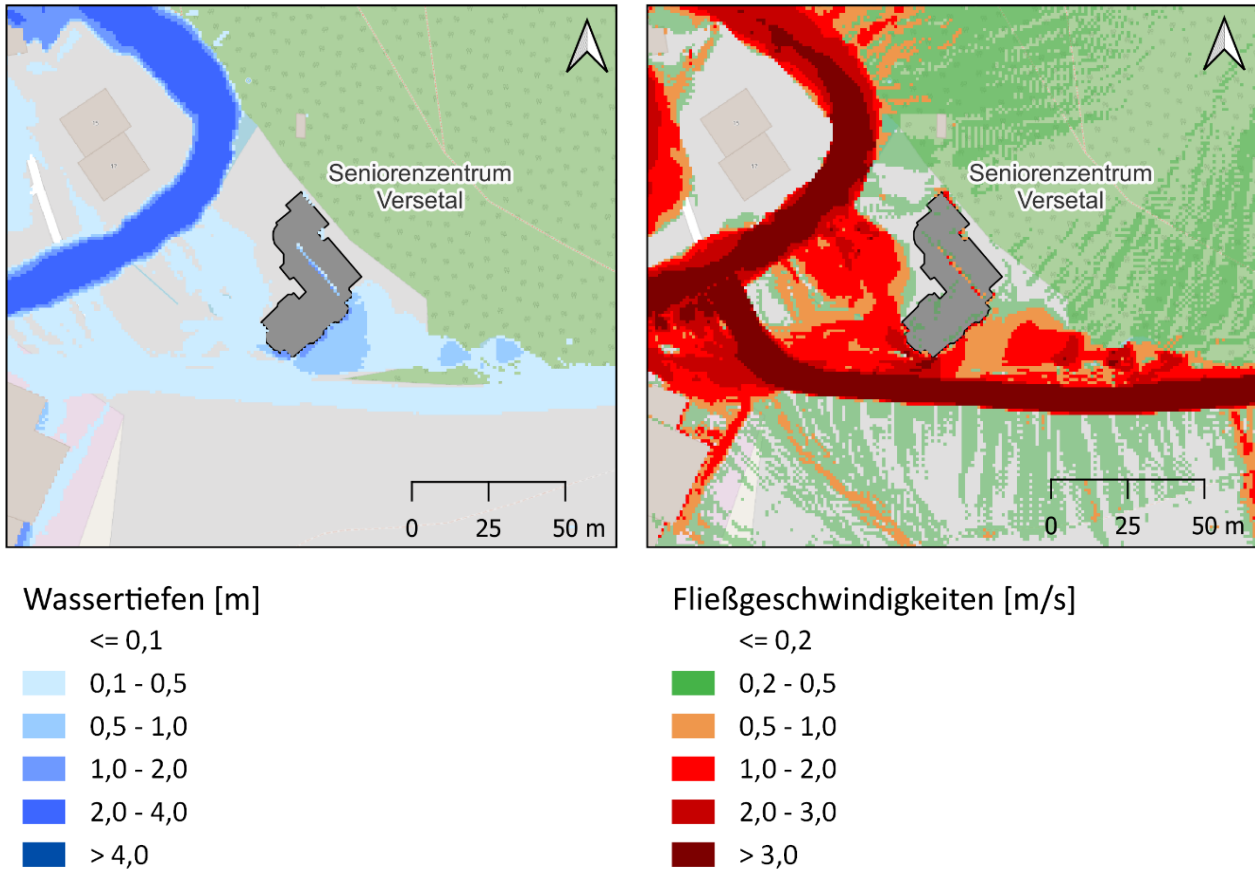 Seniorenzentrum
Versetal
0 25 50 m
Seniorenzentrum
Versetal
0 25 50 m
Wassertiefen [m]
<= 0,1
0,1 - 0,5
0,5 - 1,0
1,0 - 2,0
2,0 - 4,0
> 4,0
Fließgeschwindigkeiten [m/s]
<= 0,2
0,2 - 0,5
0,5 - 1,0
1,0 - 2,0
2,0 - 3,0
> 3,0